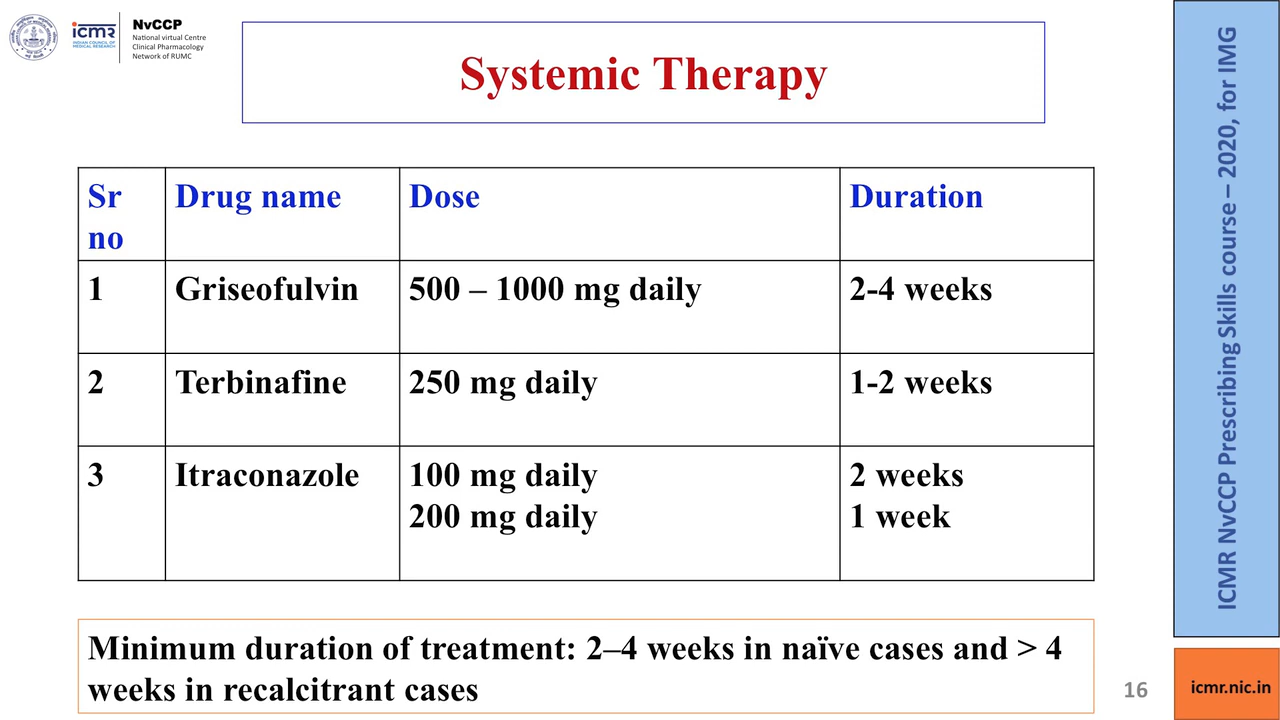 icmr
INDIAN COUNCIL OF
MEDICAL RESEARCH
NvCCP
National virtual Centre
Clinical Pharmacology
Network of RUMC
Systemic Therapy
Sr no
Drug name
Dose
Duration
1
Griseofulvin
500 – 1000 mg daily
2-4 weeks
2
Terbinafine
250 mg daily
1-2 weeks
3
Itraconazole
100 mg daily
2 weeks
200 mg daily
1 week
Minimum duration of treatment: 2–4 weeks in naïve cases and > 4
weeks in recalcitrant cases
16
ICMR NvCCP Prescribing Skills course – 2020, for IMG
icmr.nic.in